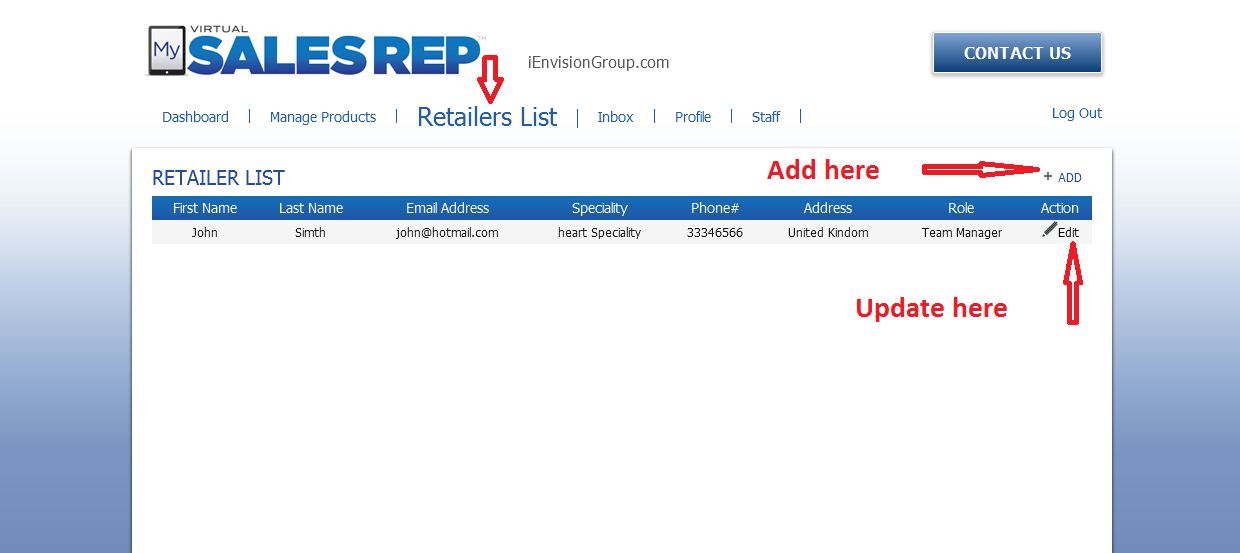 VIRTUAL
My SALES REP™
iEnvisionGroup.com
CONTACT US
Dashboard | Manage Products | Retailers List | Inbox | Profile | Staff |
Log Out
RETAILER LIST
Add here
+ ADD
First Name Last Name Email Address Speciality Phone# Address Role Action
John Simth john@hotmail.com heart Speciality 33346566 United Kindom Team Manager Edit
Update here